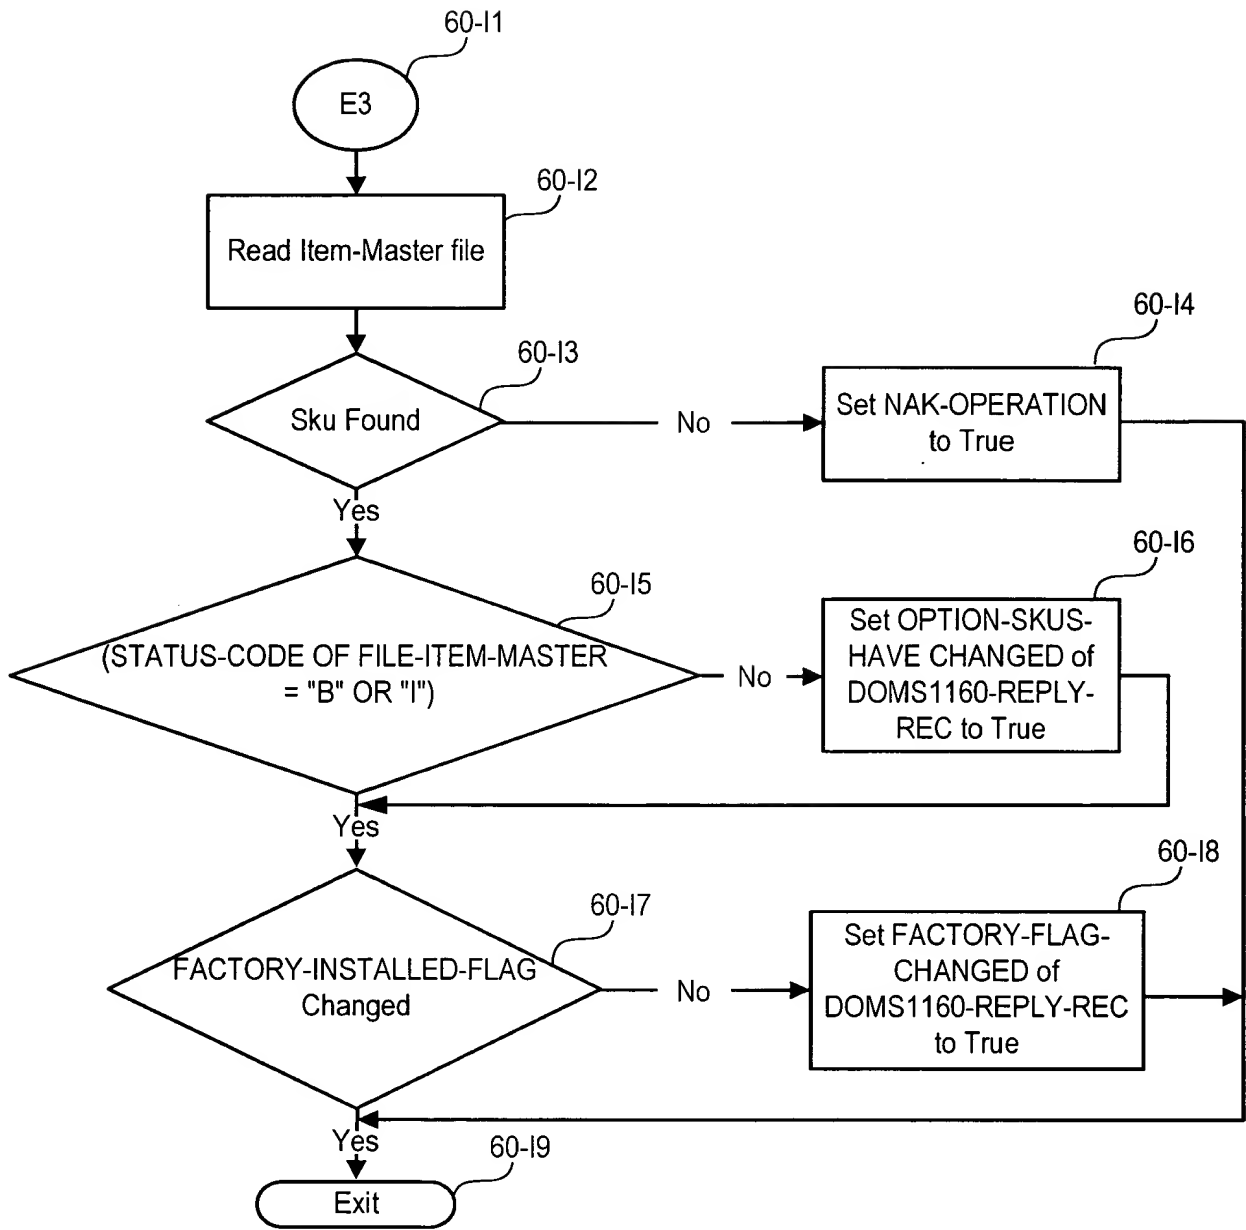 60-I1
E3
60-I2
Read Item-Master file
60-I3
Sku Found
No
60-I4
Set NAK-OPERATION
to True
Yes
60-I5
(STATUS-CODE OF FILE-ITEM-MASTER
= "B" OR "I")
No
60-I6
Set OPTION-SKUS-
HAVE CHANGED of
DOMS1160-REPLY-
REC to True
Yes
60-I7
FACTORY-INSTALLED-FLAG
Changed
No
60-I8
Set FACTORY-FLAG-
CHANGED of
DOMS1160-REPLY-REC
to True
Yes
60-I9
Exit